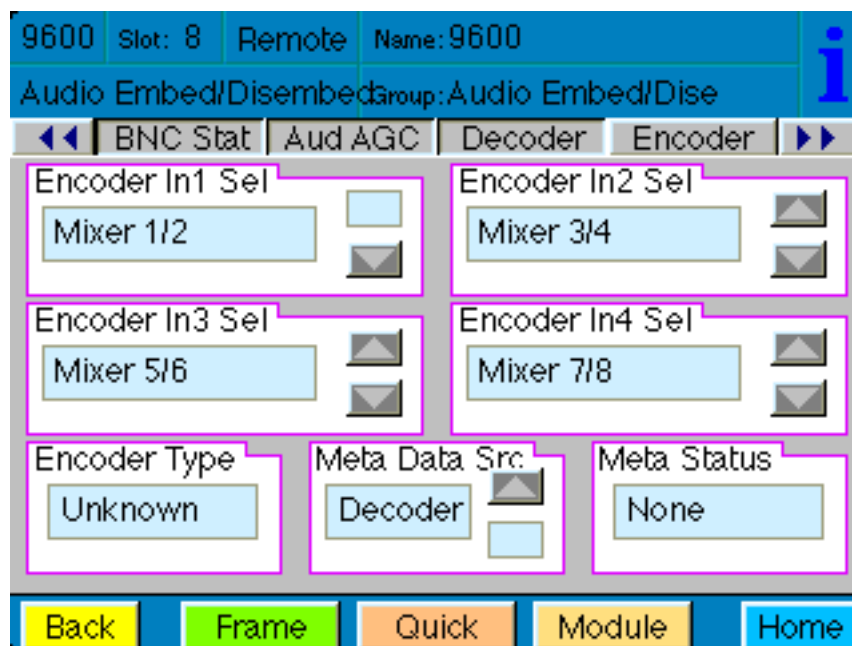 9600 Slot: 8 Remote Name: 9600 i
Audio Embed/Disembed Group: Audio Embed/Dise
BNC Stat Aud AGC Decoder Encoder
Encoder In1 Sel Encoder In2 Sel
Mixer 1/2 Mixer 3/4
Encoder In3 Sel Encoder In4 Sel
Mixer 5/6 Mixer 7/8
Encoder Type Meta Data Src Meta Status
Unknown Decoder None
Back Frame Quick Module Home